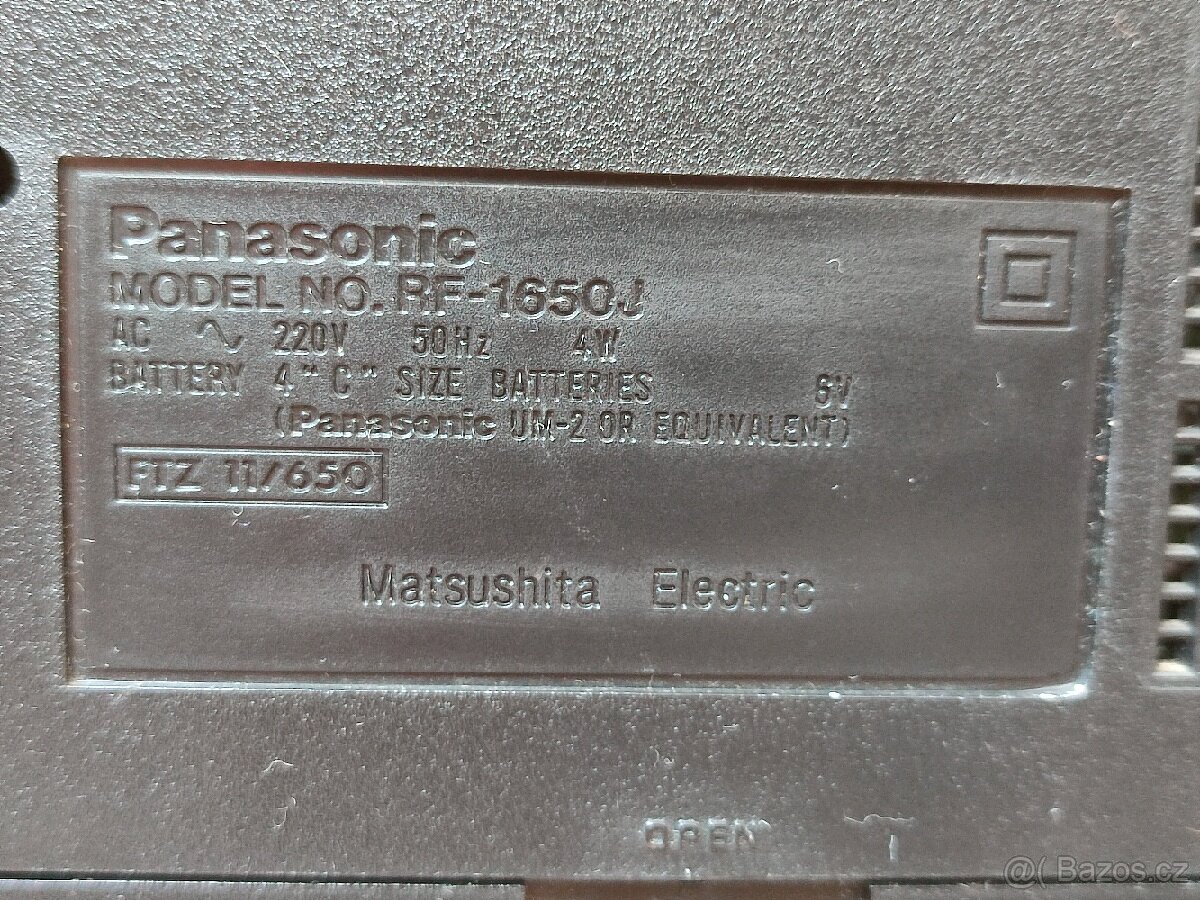 Panasonic
MODEL NO. RF-1650J
AC ∿ 220V 50Hz 4W
BATTERY 4 "C" SIZE BATTERIES 6V
(Panasonic UM-2 OR EQUIVALENT)
FTZ 11/650
Matsushita Electric
OPEN
Bazos.cz